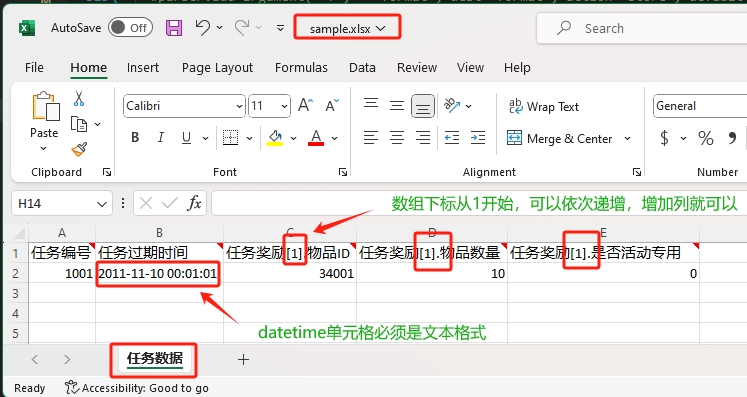 AutoSave Off sample.xlsx Search
File Home Insert Page Layout Formulas Data Review View Help
Paste Calibri 11 A A Wrap Text General
B I U A Merge & Center $ % ,
Clipboard Font Alignment Number
H14 fx
数组下标从1开始，可以依次递增，增加列就可以
A B C D E
1 任务编号 任务过期时间 任务奖励[1].物品ID 任务奖励[1].物品数量 任务奖励[1].是否活动专用
2 1001 2011-11-10 00:01:01 34001 10 0
3
4 datetime单元格必须是文本格式
5
任务数据 +
Ready Accessibility: Good to go